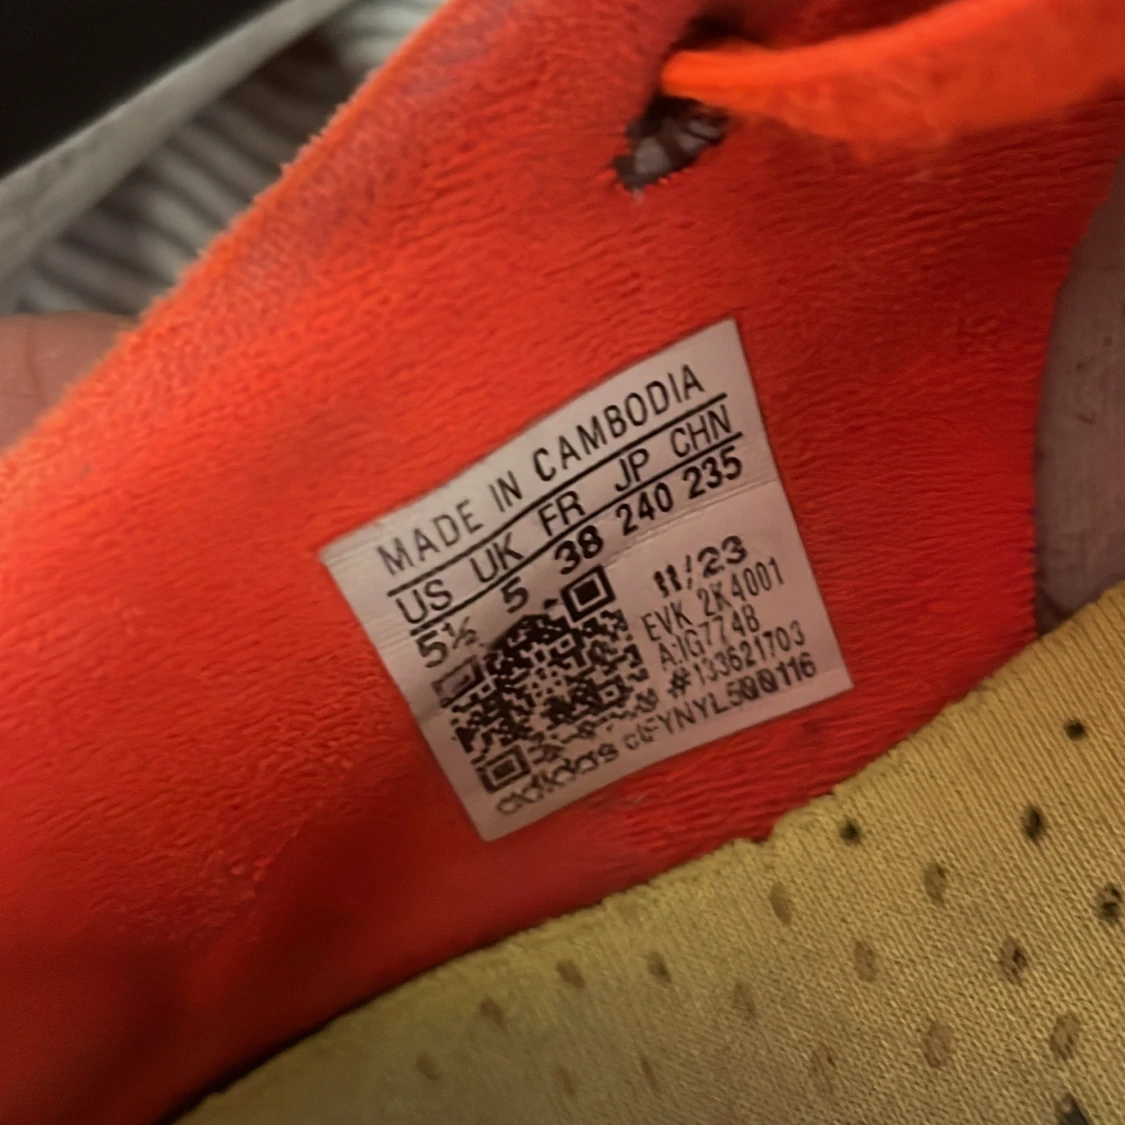 MADE IN CAMBODIA
US UK FR JP CHN
5½ 5 38 240 235
11/23
EVK 2K4001
#133621703
adidas